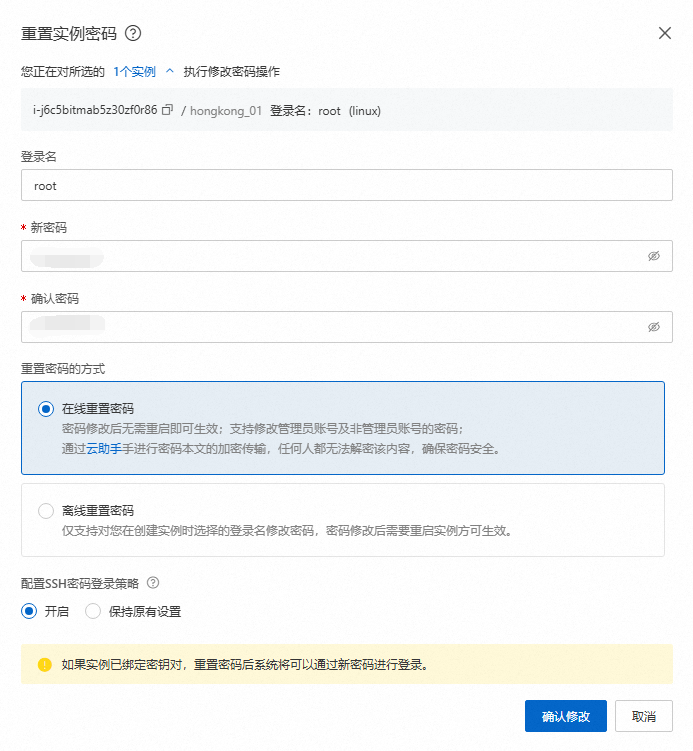 重置实例密码
您正在对所选的 1个实例 执行修改密码操作
i-j6c5bitmab5z30zf0r86 / hongkong_01 登录名：root (linux)
登录名
root
* 新密码
* 确认密码
重置密码的方式
在线重置密码
密码修改后无需重启即可生效；支持修改管理员账号及非管理员账号的密码；
通过云助手手进行密码本文的加密传输，任何人都无法解密该内容，确保密码安全。
离线重置密码
仅支持对您在创建实例时选择的登录名修改密码，密码修改后需要重启实例方可生效。
配置SSH密码登录策略
开启 保持原有设置
如果实例已绑定密钥对，重置密码后系统将可以通过新密码进行登录。
确认修改 取消